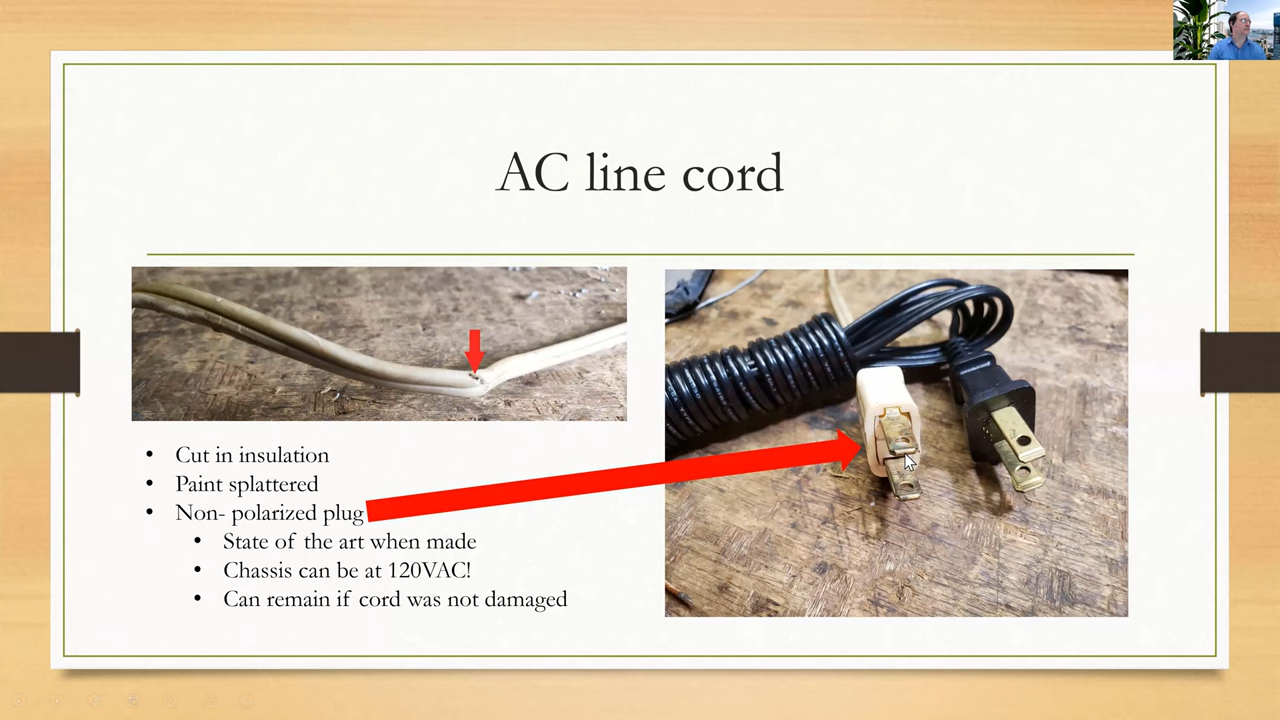 AC line cord
• Cut in insulation
• Paint splattered
• Non- polarized plug
• State of the art when made
• Chassis can be at 120VAC!
• Can remain if cord was not damaged